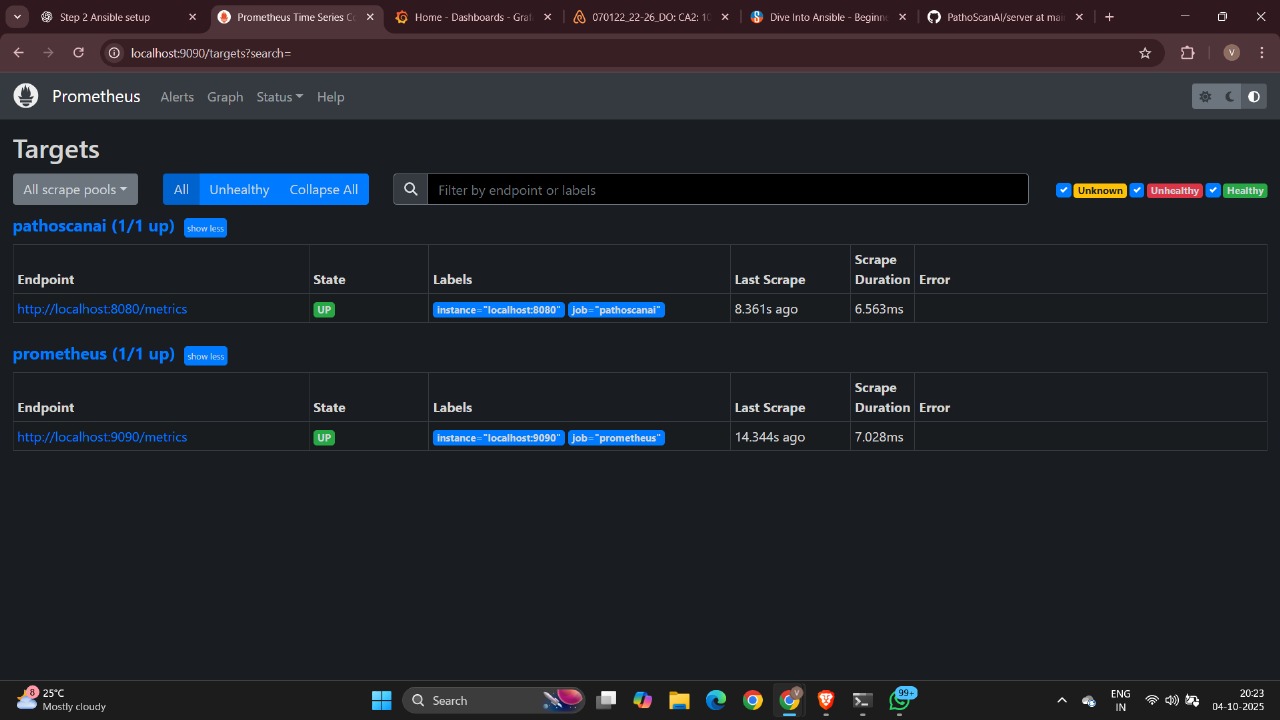 Step 2 Ansible setup
Prometheus Time Series Co
Home - Dashboards - Graf
070122_22-26_DO: CA2: 10
Dive Into Ansible - Beginne
PathoScanAI/server at mai
localhost:9090/targets?search=
V
Prometheus
Alerts
Graph
Status
Help
Targets
All scrape pools
All
Unhealthy
Collapse All
Filter by endpoint or labels
Unknown
Unhealthy
Healthy
pathoscanai (1/1 up) show less
Endpoint State Labels Last Scrape Scrape Duration Error
http://localhost:8080/metrics UP instance="localhost:8080" job="pathoscanai" 8.361s ago 6.563ms
prometheus (1/1 up) show less
Endpoint State Labels Last Scrape Scrape Duration Error
http://localhost:9090/metrics UP instance="localhost:9090" job="prometheus" 14.344s ago 7.028ms
8
25°C
Mostly cloudy
Search
V
99+
ENG
IN
20:23
04-10-2025